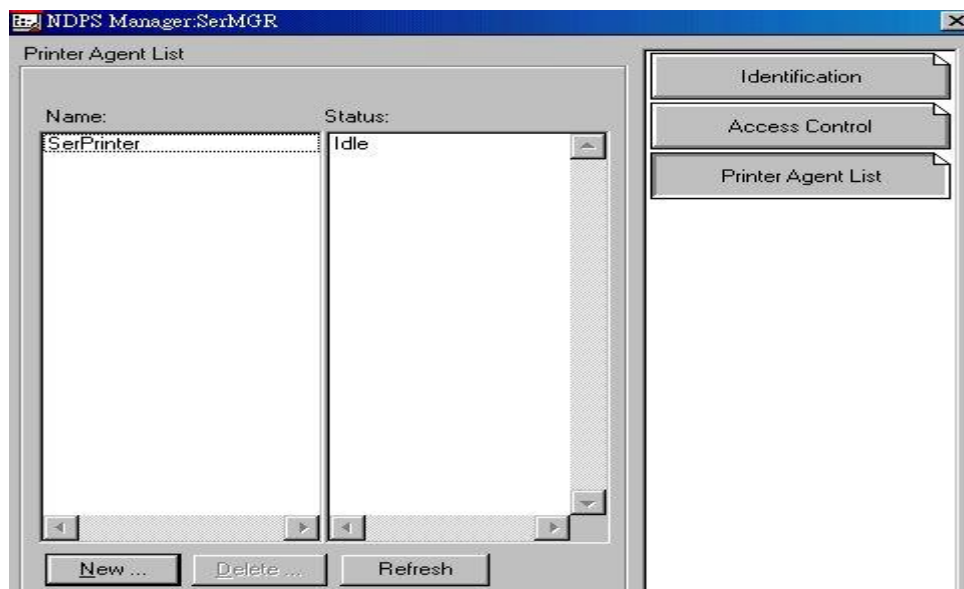 NDPS Manager:SerMGR
Printer Agent List
Name:
Status:
SerPrinter
Idle
New ...
Delete ...
Refresh
Identification
Access Control
Printer Agent List